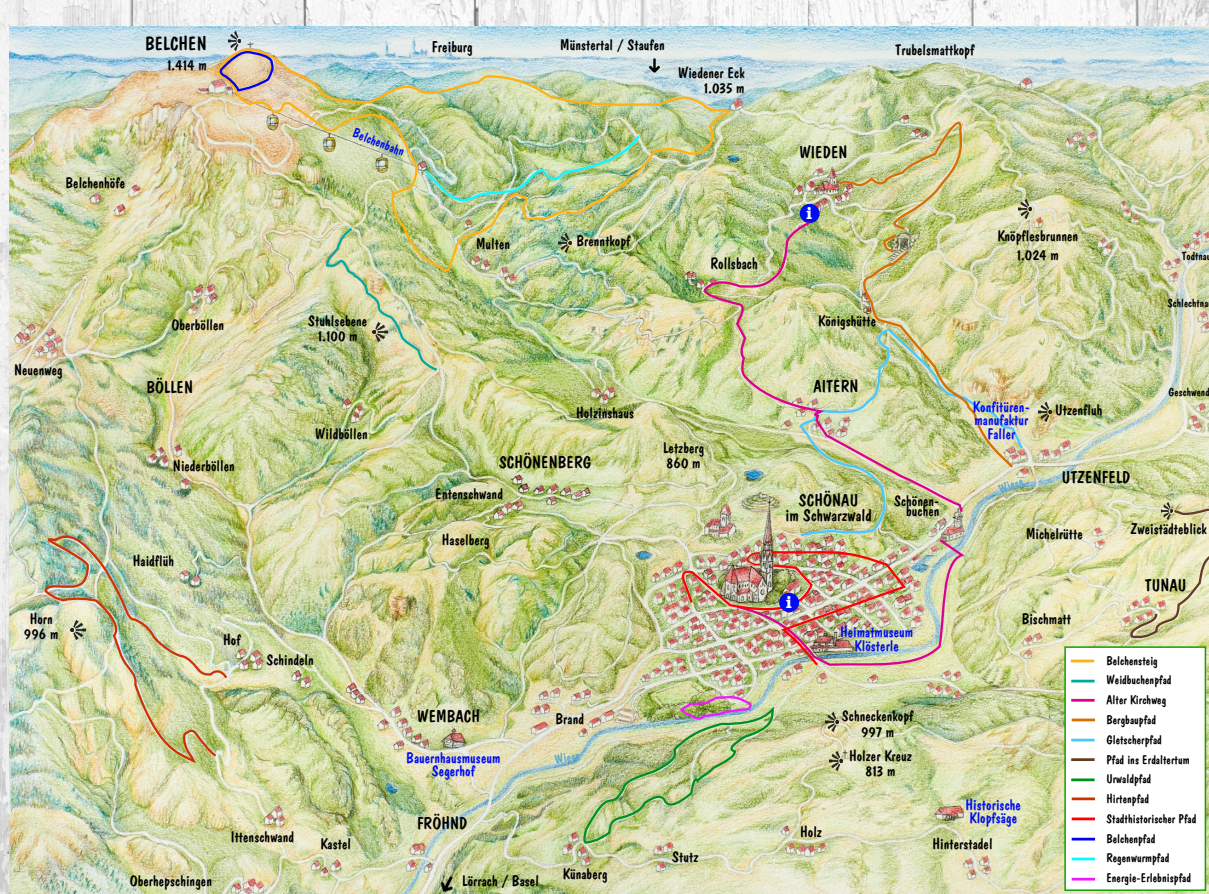 BELCHEN
1.414 m
Freiburg
Münstertal / Staufen
Wiedener Eck
1.035 m
Trubelsmattkopf
Belchenbahn
WIEDEN
Belchenhöfe
i
Knöpflesbrunnen
1.024 m
Multen
Brenntkopf
Todtnau
Rollsbach
Oberböllen
Stuhlsebene
1.100 m
Königshütte
Schlechtnau
Neuenweg
BÖLLEN
AITERN
Holzinshaus
Geschwend
Konfitüren-
manufaktur
Faller
Utzenfluh
Wildböllen
Niederböllen
SCHÖNENBERG
Letzberg
860 m
UTZENFELD
Entenschwand
Wiese
SCHÖNAU
im Schwarzwald
Schönen-
buchen
Zweistädteblick
Michelrütte
Haselberg
Haidflüh
TUNAU
i
Horn
996 m
Hof
Schindeln
Bischmatt
Heimatmuseum
Klösterle
WEMBACH
Brand
Schneckenkopf
997 m
Bauernhausmuseum
Segerhof
Wiese
Holzer Kreuz
813 m
Historische
Klopfsäge
FRÖHND
Ittenschwand
Kastel
Holz
Hinterstadel
Stutz
Künaberg
Oberhepschingen
Lörrach / Basel
Belchensteig
Weidbuchenpfad
Alter Kirchweg
Bergbaupfad
Gletscherpfad
Pfad ins Erdaltertum
Urwaldpfad
Hirtenpfad
Stadthistorischer Pfad
Belchenpfad
Regenwurmpfad
Energie-Erlebnispfad